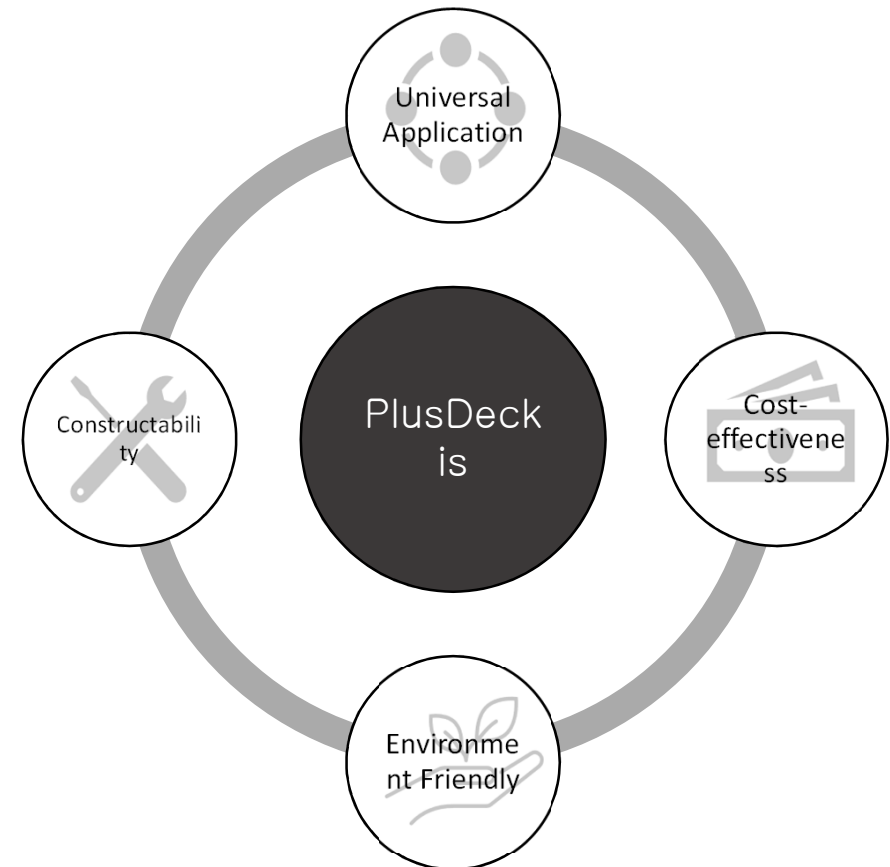 Universal
Application
Constructabili
ty
PlusDeck
is
Cost-
effectivene
ss
Environme
nt Friendly